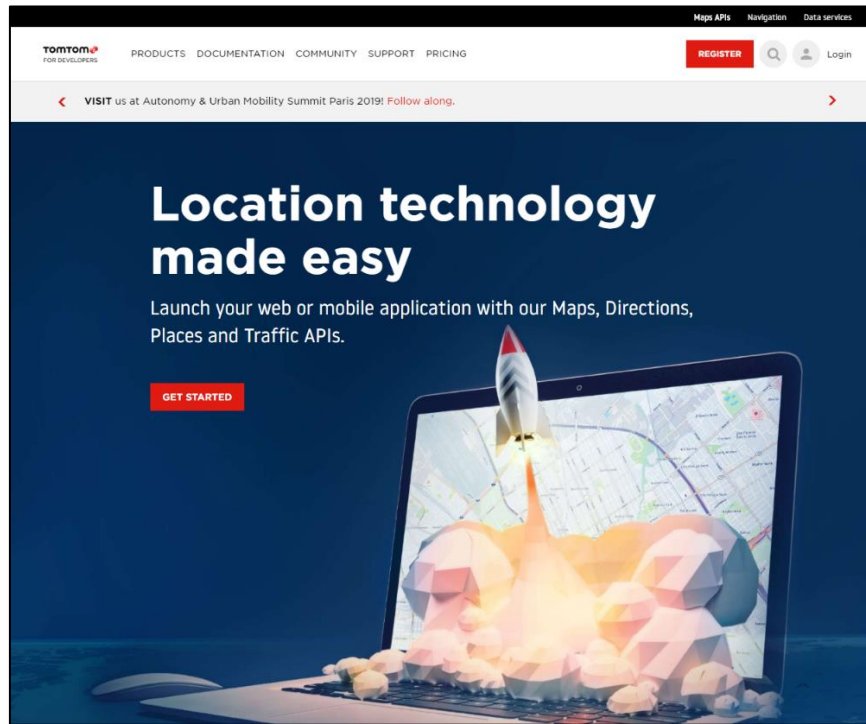 Maps APIs Navigation Data services
TOMTOM
FOR DEVELOPERS
PRODUCTS DOCUMENTATION COMMUNITY SUPPORT PRICING
REGISTER
Login
VISIT us at Autonomy & Urban Mobility Summit Paris 2019! Follow along.
Location technology
made easy
Launch your web or mobile application with our Maps, Directions,
Places and Traffic APIs.
GET STARTED